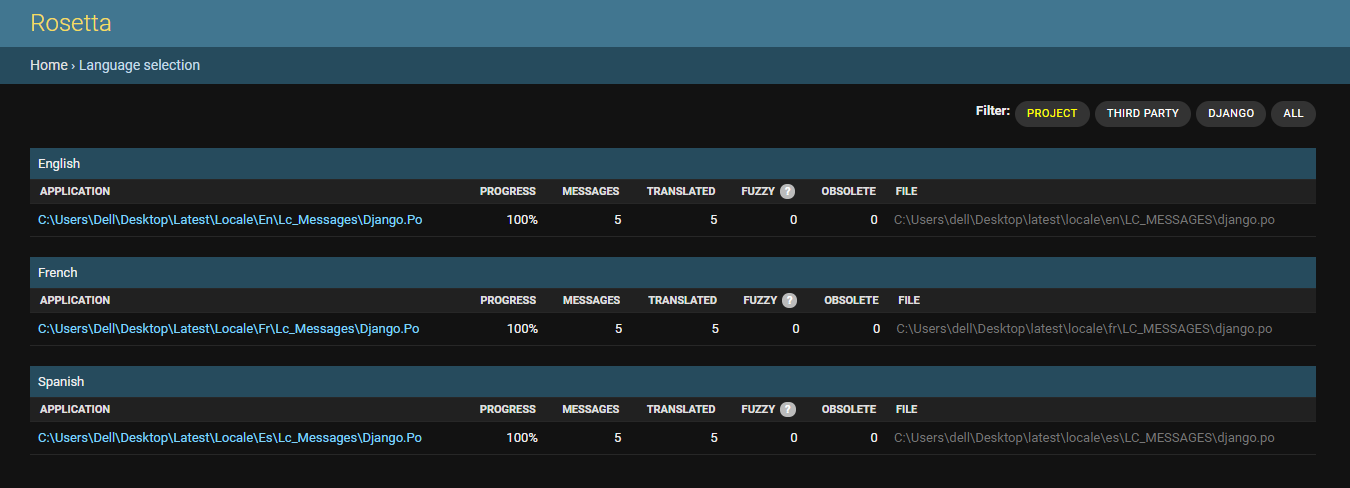 Rosetta
Home › Language selection
Filter: PROJECT THIRD PARTY DJANGO ALL
English
APPLICATION PROGRESS MESSAGES TRANSLATED FUZZY ? OBSOLETE FILE
C:\Users\Dell\Desktop\Latest\Locale\En\Lc_Messages\Django.Po 100% 5 5 0 0 C:\Users\dell\Desktop\latest\locale\en\LC_MESSAGES\django.po
French
APPLICATION PROGRESS MESSAGES TRANSLATED FUZZY ? OBSOLETE FILE
C:\Users\Dell\Desktop\Latest\Locale\Fr\Lc_Messages\Django.Po 100% 5 5 0 0 C:\Users\dell\Desktop\latest\locale\fr\LC_MESSAGES\django.po
Spanish
APPLICATION PROGRESS MESSAGES TRANSLATED FUZZY ? OBSOLETE FILE
C:\Users\Dell\Desktop\Latest\Locale\Es\Lc_Messages\Django.Po 100% 5 5 0 0 C:\Users\dell\Desktop\latest\locale\es\LC_MESSAGES\django.po